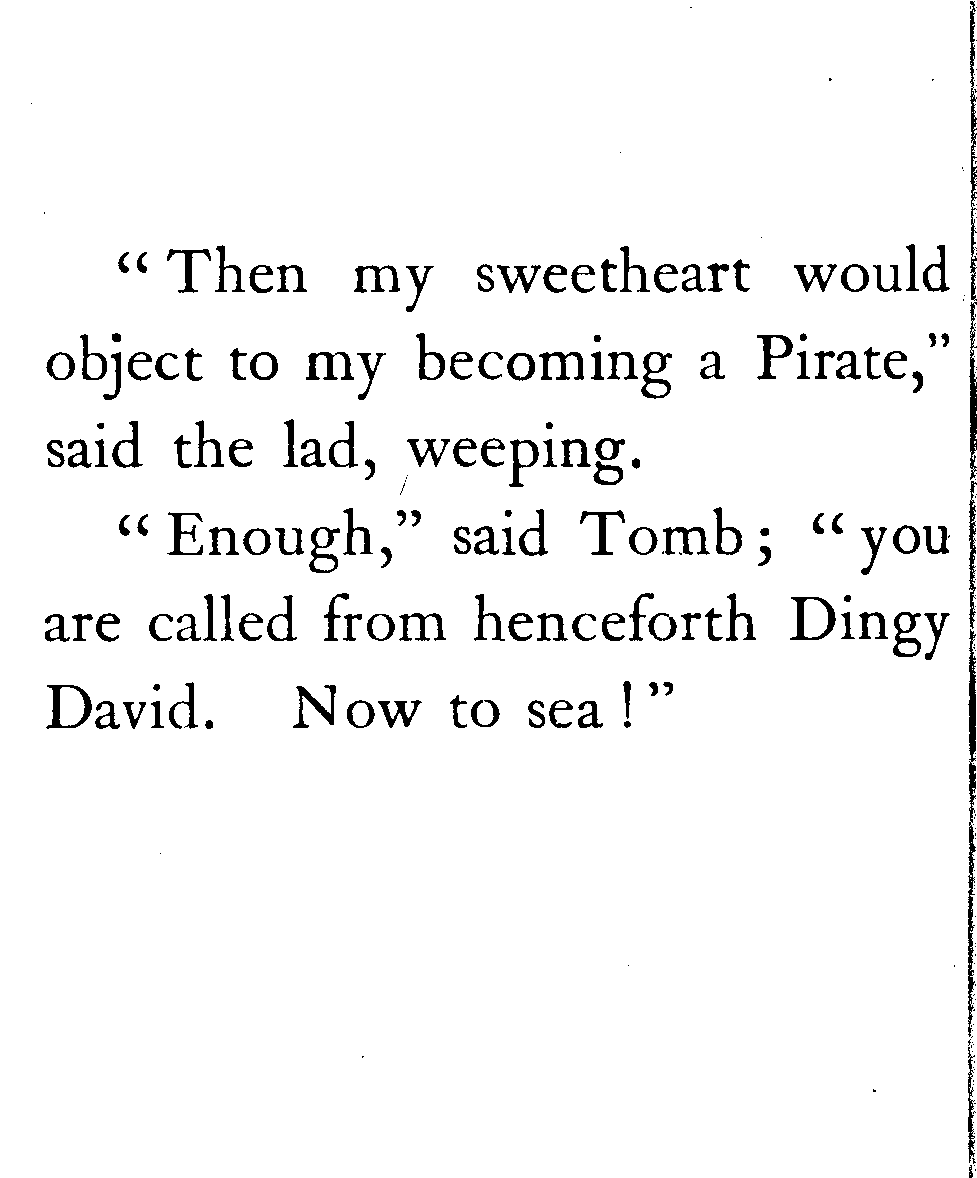 “Then my sweetheart would
object to my becoming a Pirate,”
said the lad, weeping.
“Enough,” said Tomb; “you
are called from henceforth Dingy
David. Now to sea!”